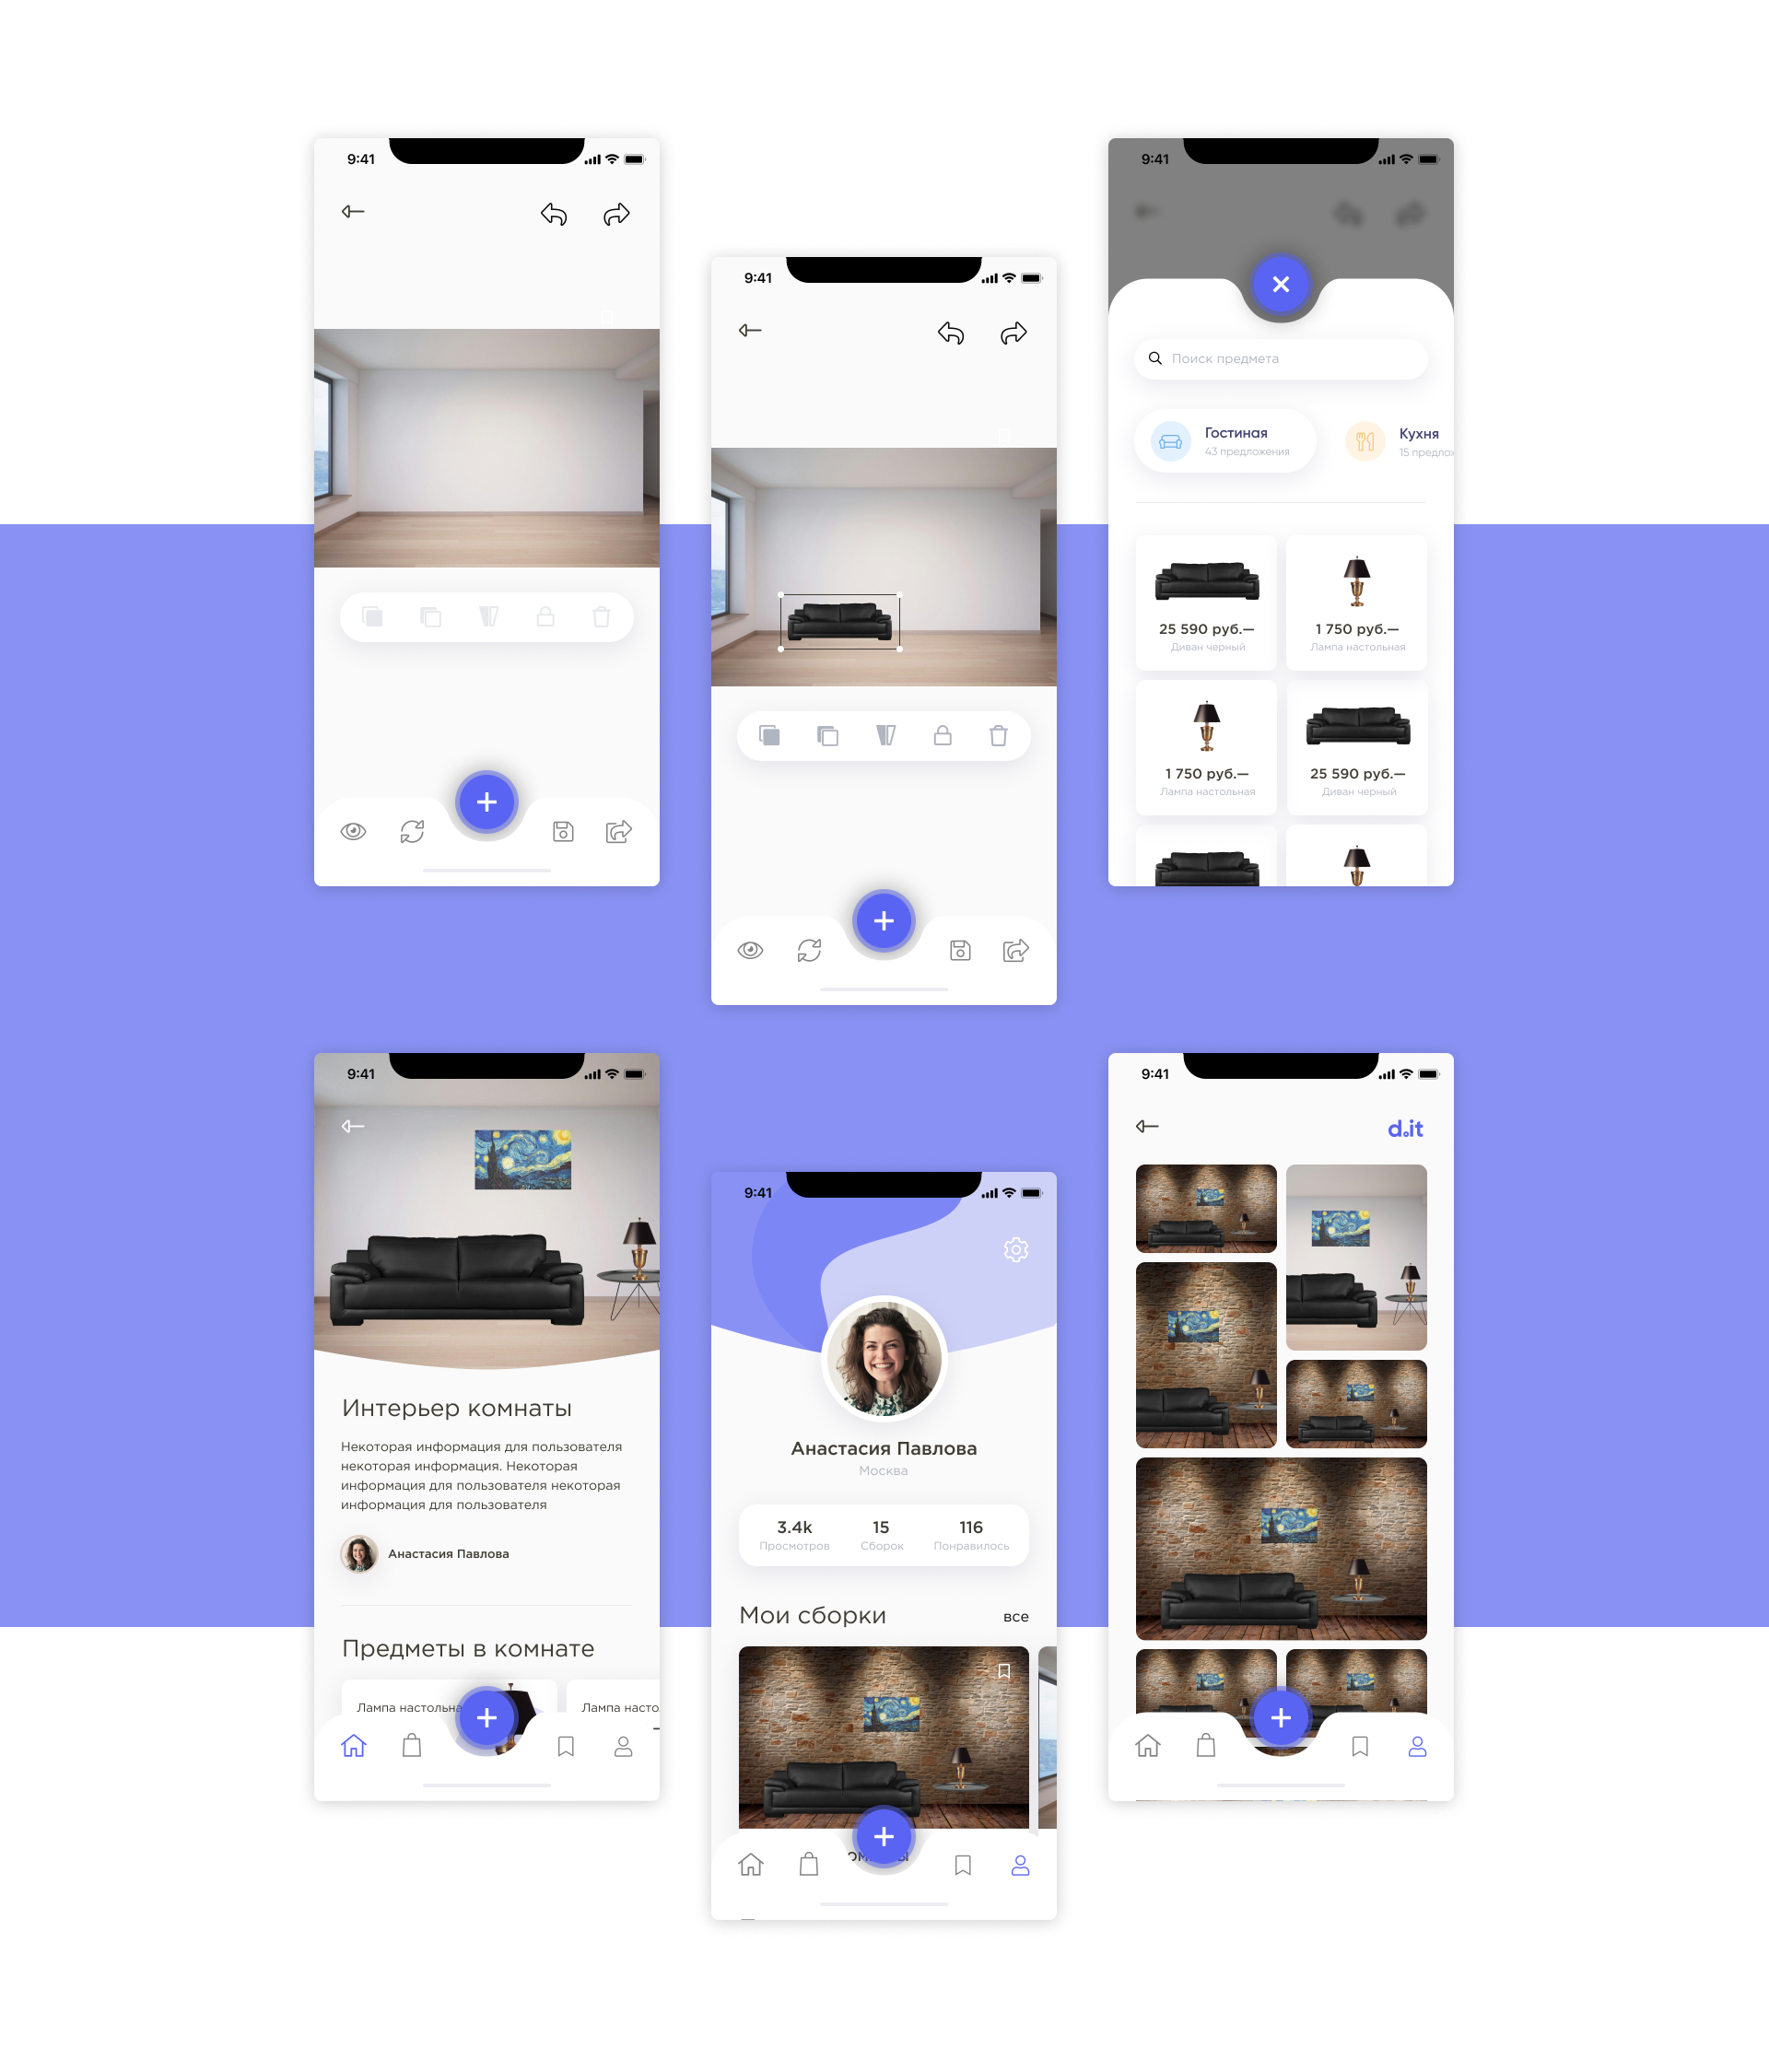 9:41
9:41
9:41
Поиск предмета
Гостиная
43 предложения
Кухня
15 предлож
25 590 руб.—
Диван черный
1 750 руб.—
Лампа настольная
1 750 руб.—
Лампа настольная
25 590 руб.—
Диван черный
9:41
Интерьер комнаты
Некоторая информация для пользователя
некоторая информация. Некоторая
информация для пользователя некоторая
информация для пользователя
Анастасия Павлова
Предметы в комнате
Лампа настольна
Лампа насто
9:41
Анастасия Павлова
Москва
3.4k
Просмотров
15
Сборок
116
Понравилось
Мои сборки
все
9:41
d.it